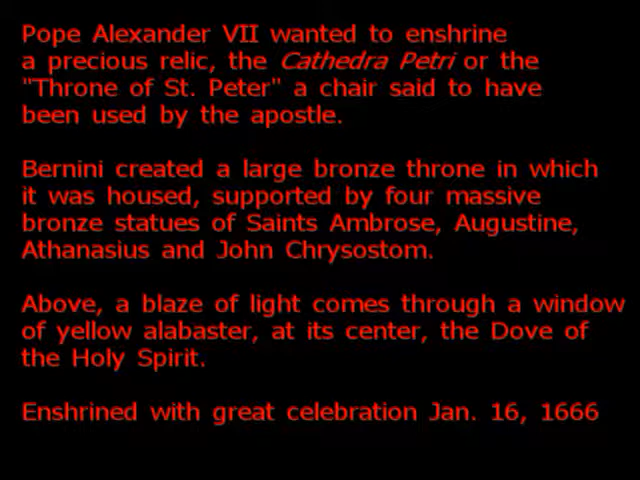 Pope Alexander VII wanted to enshrine
a precious relic, the Cathedra Petri or the
"Throne of St. Peter" a chair said to have
been used by the apostle.
Bernini created a large bronze throne in which
it was housed, supported by four massive
bronze statues of Saints Ambrose, Augustine,
Athanasius and John Chrysostom.
Above, a blaze of light comes through a window
of yellow alabaster, at its center, the Dove of
the Holy Spirit.
Enshrined with great celebration Jan. 16, 1666